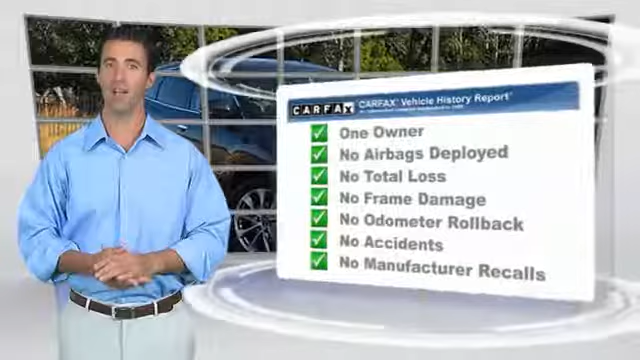 CARFAX CARFAX Vehicle History Report
One Owner
No Airbags Deployed
No Total Loss
No Frame Damage
No Odometer Rollback
No Accidents
No Manufacturer Recalls